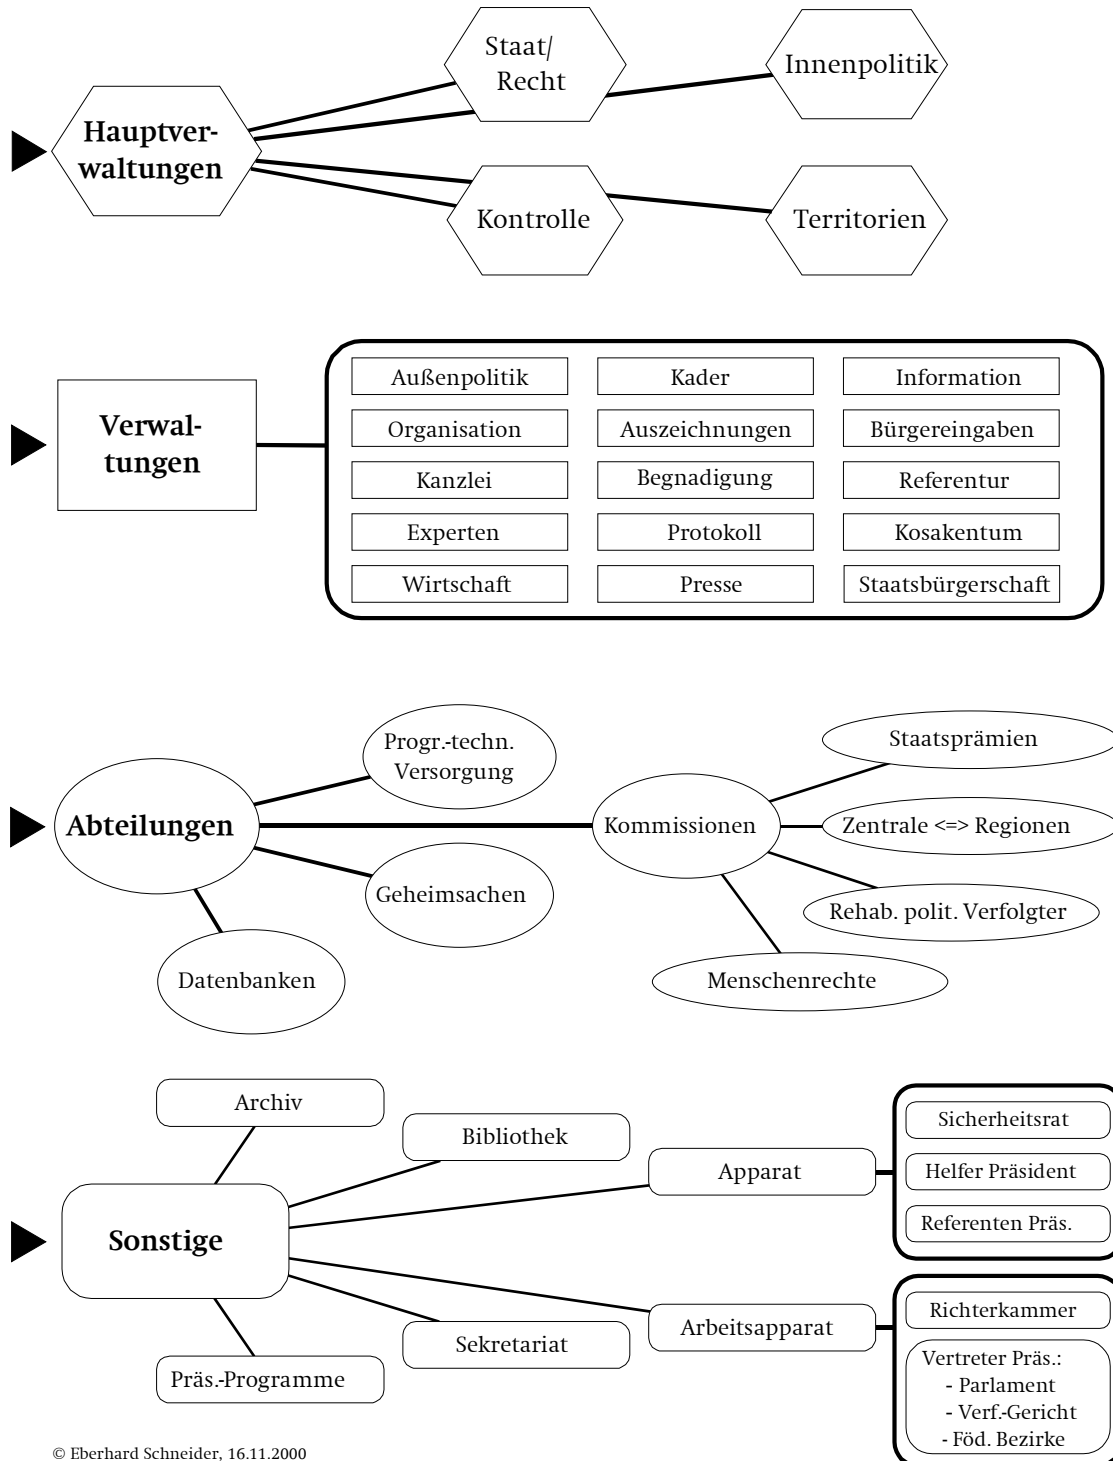 Staat/
Recht
Innenpolitik
Hauptver-
waltungen
Kontrolle
Territorien
Außenpolitik
Kader
Information
Verwal-
tungen
Organisation
Auszeichnungen
Bürgereingaben
Kanzlei
Begnadigung
Referentur
Experten
Protokoll
Kosakentum
Wirtschaft
Presse
Staatsbürgerschaft
Progr.-techn.
Versorgung
Staatsprämien
Abteilungen
Kommissionen
Zentrale <=> Regionen
Geheimsachen
Rehab. polit. Verfolgter
Datenbanken
Menschenrechte
Archiv
Bibliothek
Sicherheitsrat
Apparat
Helfer Präsident
Referenten Präs.
Sonstige
Richterkammer
Arbeitsapparat
Sekretariat
Vertreter Präs.:
- Parlament
- Verf.-Gericht
- Föd. Bezirke
Präs.-Programme
© Eberhard Schneider, 16.11.2000